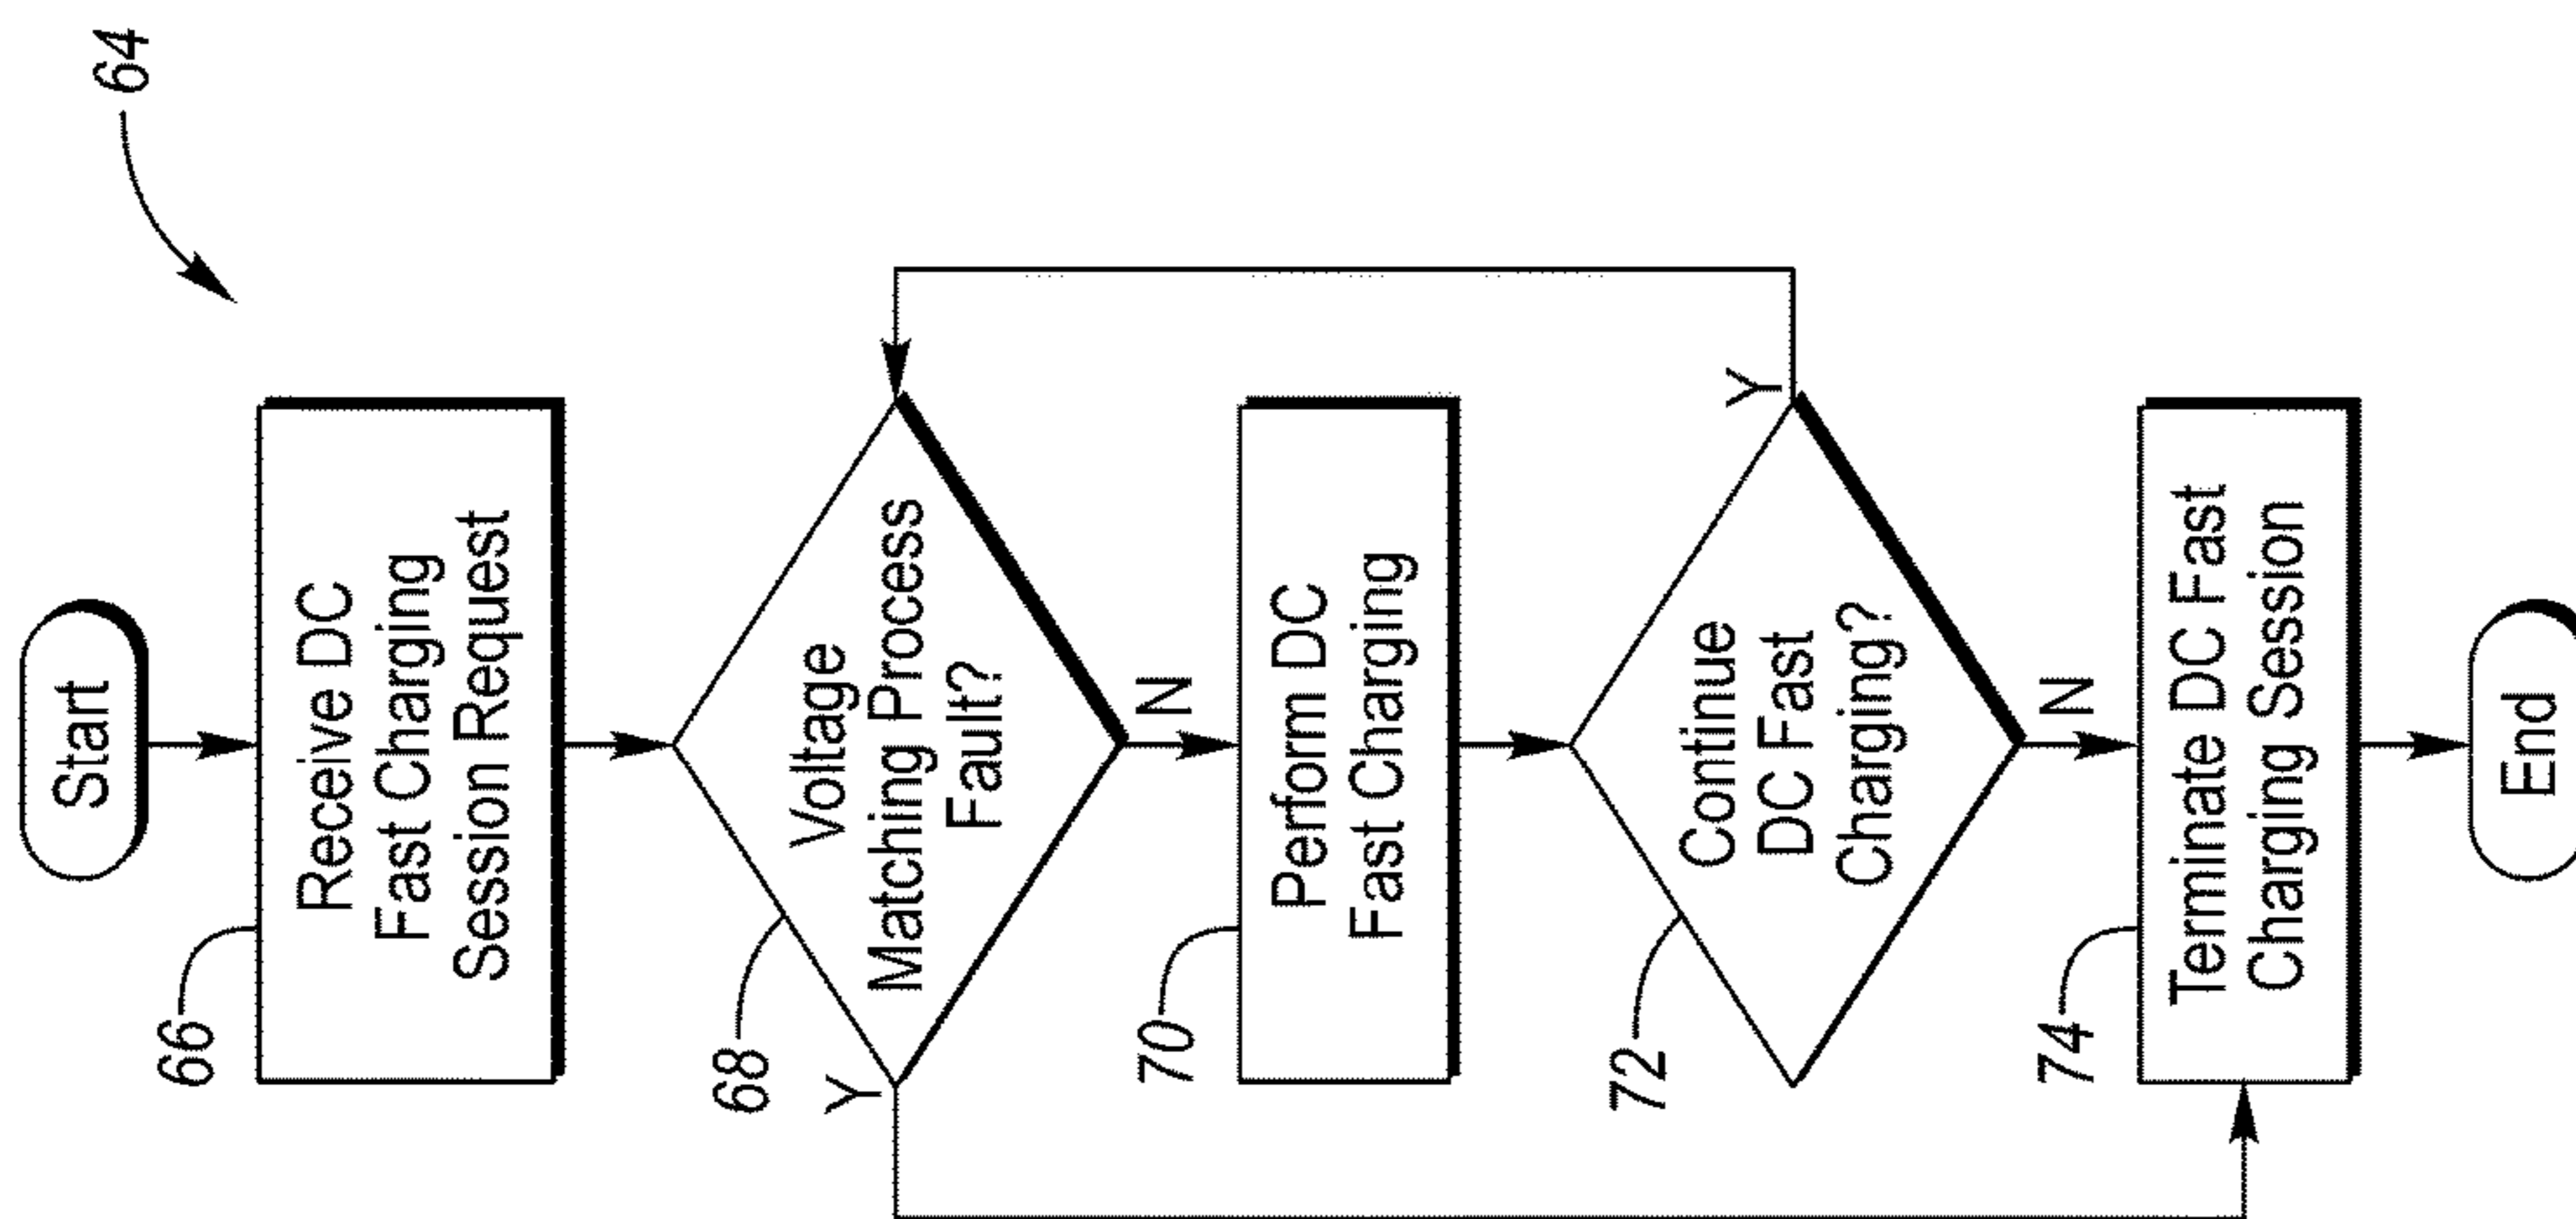 64
Start
66
Receive DC
Fast Charging
Session Request
68
Voltage
Matching Process
Fault?
Y
N
70
Perform DC
Fast Charging
72
Continue
DC Fast
Charging?
Y
N
74
Terminate DC Fast
Charging Session
End